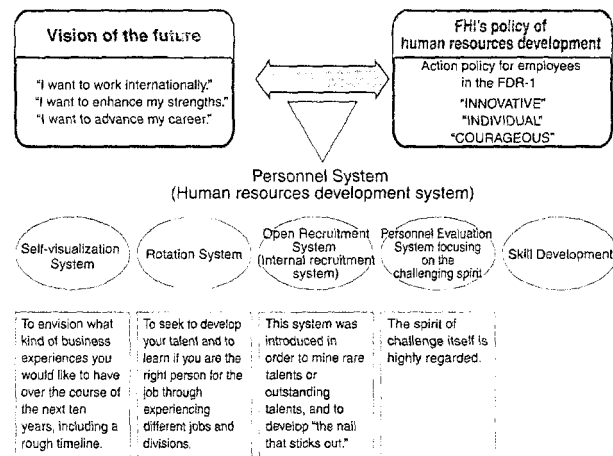 Vision of the future
"I want to work internationally."
"I want to enhance my strengths."
"I want to advance my career."
FHI's policy of
human resources development
Action policy for employees
in the FDR-1
"INNOVATIVE"
"INDIVIDUAL"
"COURAGEOUS"
Personnel System
(Human resources development system)
Self-visualization
System
Rotation System
Open Recruitment
System
(Internal recruitment
system)
Personnel Evaluation
System focusing
on the
challenging spirit
Skill Development
To envision what
kind of business
experiences you
would like to have
over the course of
the next ten
years, including a
rough timeline.
To seek to develop
your talent and to
learn if you are the
right person for the
job through
experiencing
different jobs and
divisions.
This system was
introduced in
order to mine rare
talents or
outstanding
talents, and to
develop "the nail
that sticks out."
The spirit of
challenge itself is
highly regarded.